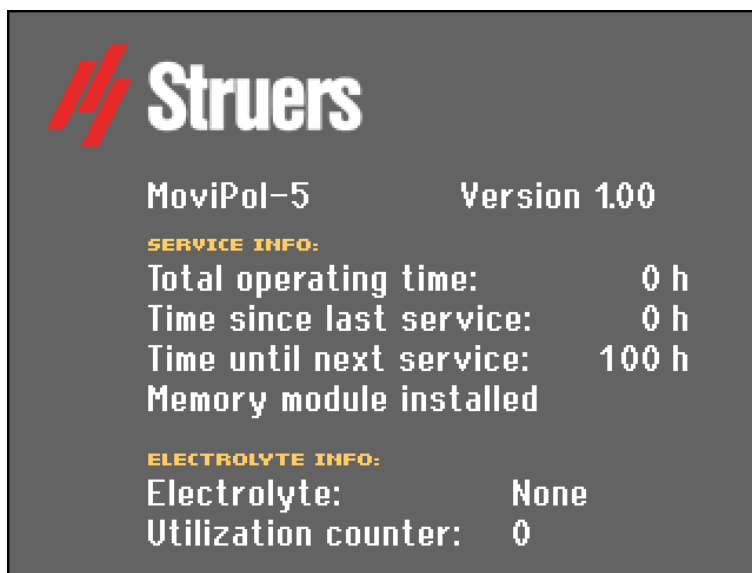 Struers
MoviPol-5 Version 1.00
SERVICE INFO:
Total operating time: 0 h
Time since last service: 0 h
Time until next service: 100 h
Memory module installed
ELECTROLYTE INFO:
Electrolyte: None
Utilization counter: 0